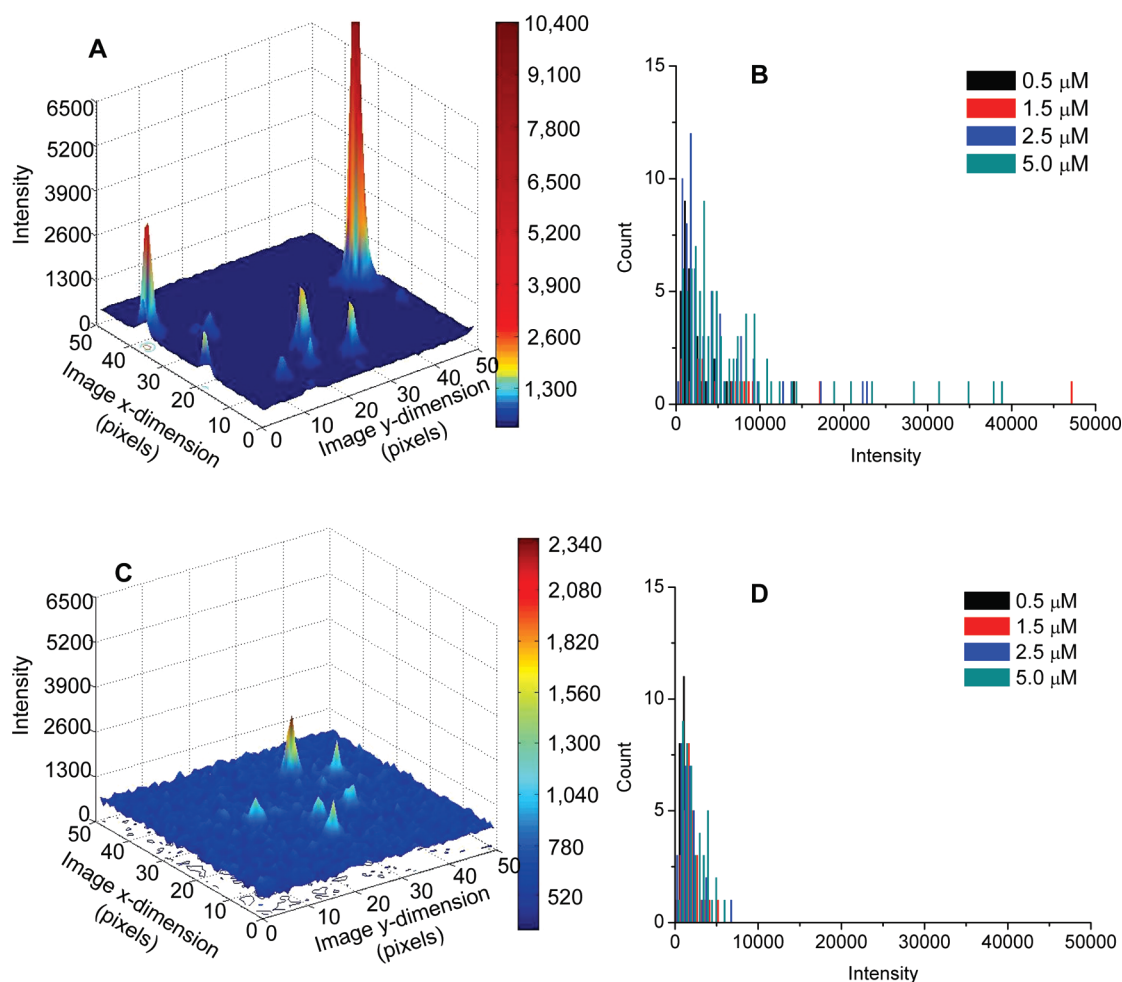 A
Intensity
6500
5200
3900
2600
1300
0
50
40
30
20
10
0
Image x-dimension
(pixels)
0
10
20
30
40
50
Image y-dimension
(pixels)
10,400
9,100
7,800
6,500
5,200
3,900
2,600
1,300
B
Count
15
10
5
0
0
10000
20000
30000
40000
50000
Intensity
0.5 μM
1.5 μM
2.5 μM
5.0 μM
C
Intensity
6500
5200
3900
2600
1300
0
50
40
30
20
10
0
Image x-dimension
(pixels)
0
10
20
30
40
50
Image y-dimension
(pixels)
2,340
2,080
1,820
1,560
1,300
1,040
780
520
D
Count
15
10
5
0
0
10000
20000
30000
40000
50000
Intensity
0.5 μM
1.5 μM
2.5 μM
5.0 μM